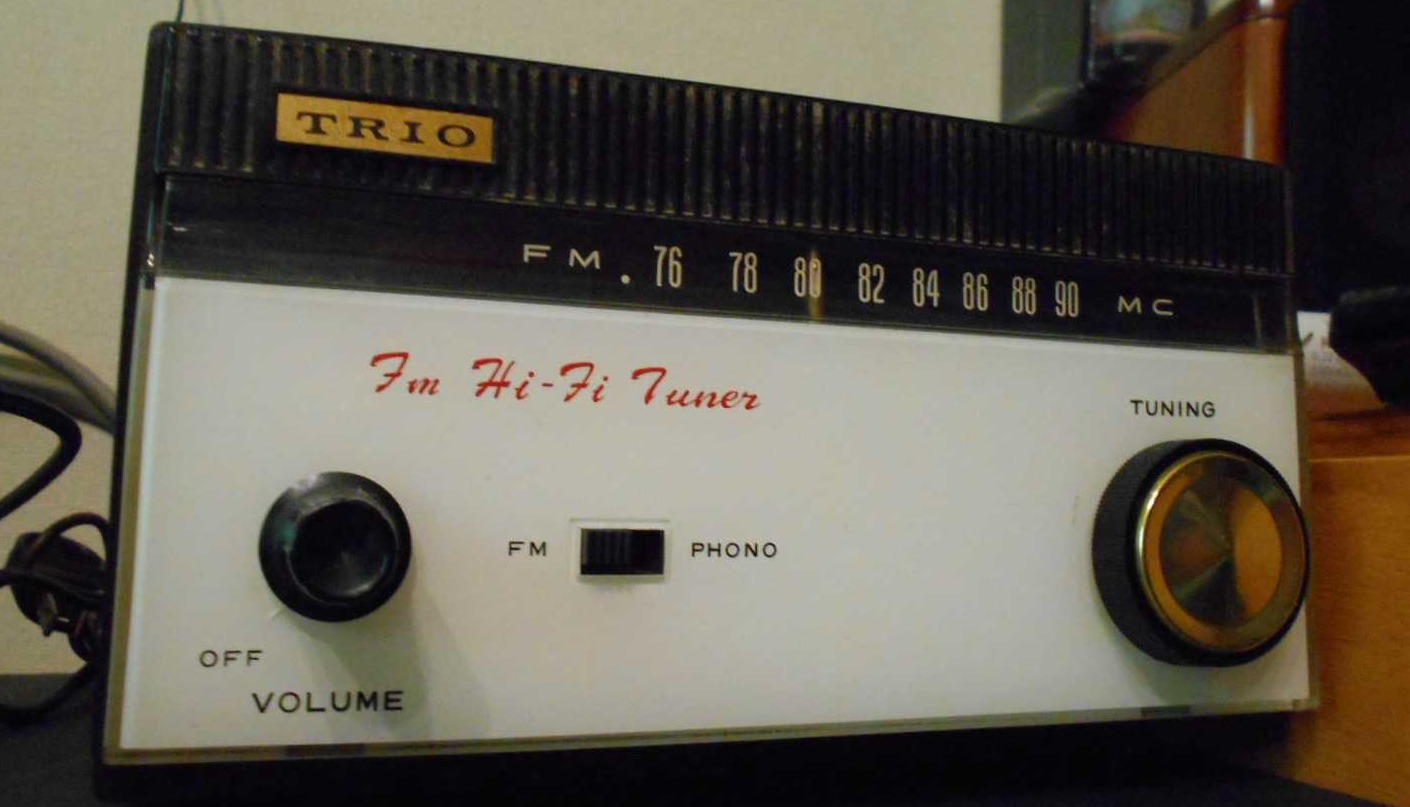 TRIO
FM. 76 78 80 82 84 86 88 90 MC
Fm Hi-Fi Tuner
TUNING
FM PHONO
OFF
VOLUME